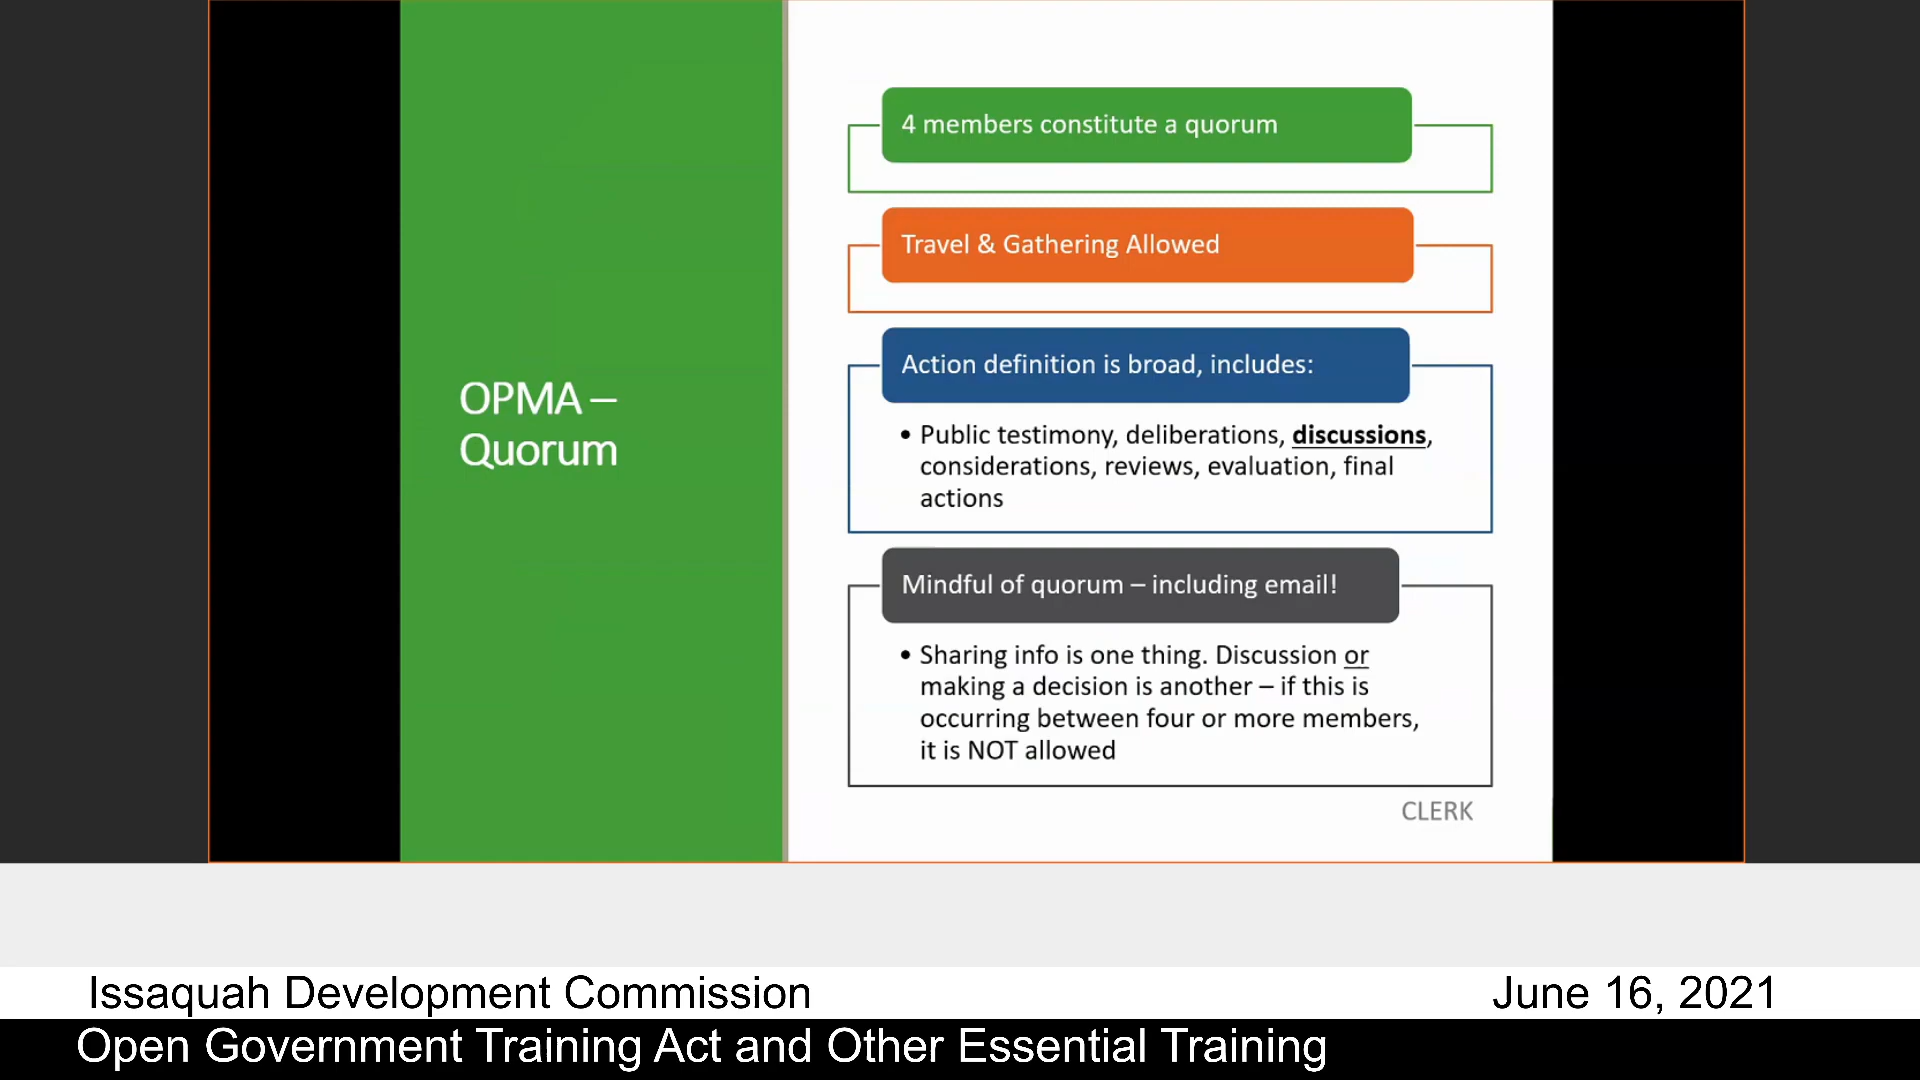 OPMA –
Quorum
4 members constitute a quorum
Travel & Gathering Allowed
Action definition is broad, includes:
• Public testimony, deliberations, discussions,
considerations, reviews, evaluation, final
actions
Mindful of quorum – including email!
• Sharing info is one thing. Discussion or
making a decision is another – if this is
occurring between four or more members,
it is NOT allowed
CLERK
Issaquah Development Commission
June 16, 2021
Open Government Training Act and Other Essential Training